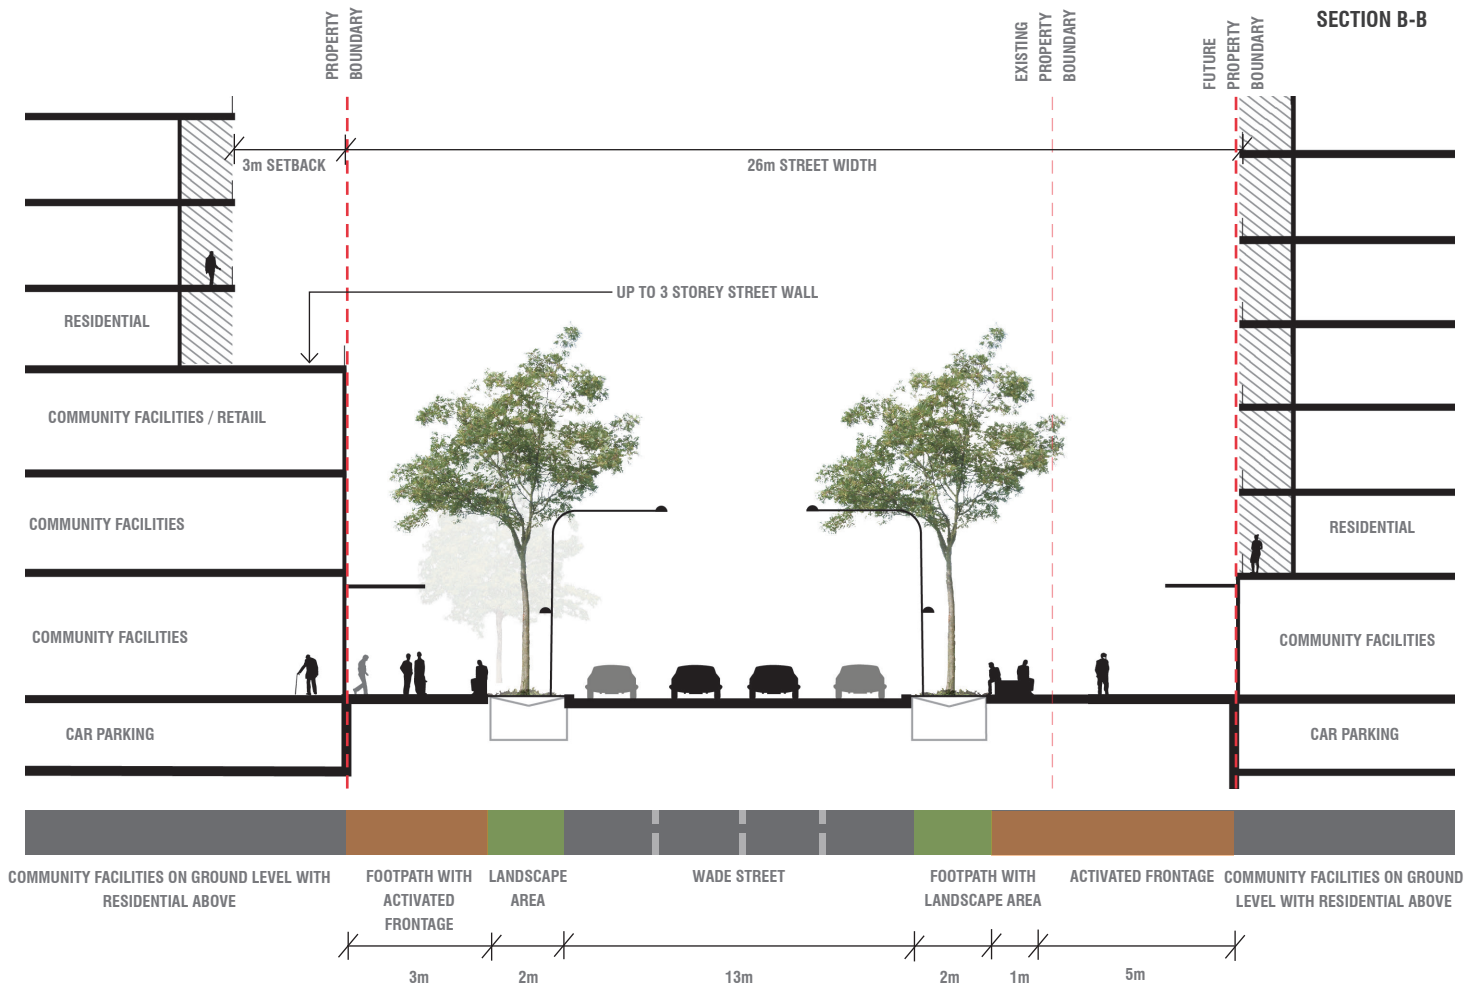 SECTION B-B
PROPERTY
BOUNDARY
EXISTING
PROPERTY
BOUNDARY
FUTURE
PROPERTY
BOUNDARY
3m SETBACK
26m STREET WIDTH
UP TO 3 STOREY STREET WALL
RESIDENTIAL
COMMUNITY FACILITIES / RETAIIL
COMMUNITY FACILITIES
RESIDENTIAL
COMMUNITY FACILITIES
COMMUNITY FACILITIES
CAR PARKING
CAR PARKING
COMMUNITY FACILITIES ON GROUND LEVEL WITH
RESIDENTIAL ABOVE
FOOTPATH WITH
ACTIVATED
FRONTAGE
LANDSCAPE
AREA
WADE STREET
FOOTPATH WITH
LANDSCAPE AREA
ACTIVATED FRONTAGE
COMMUNITY FACILITIES ON GROUND
LEVEL WITH RESIDENTIAL ABOVE
3m
2m
13m
2m
1m
5m